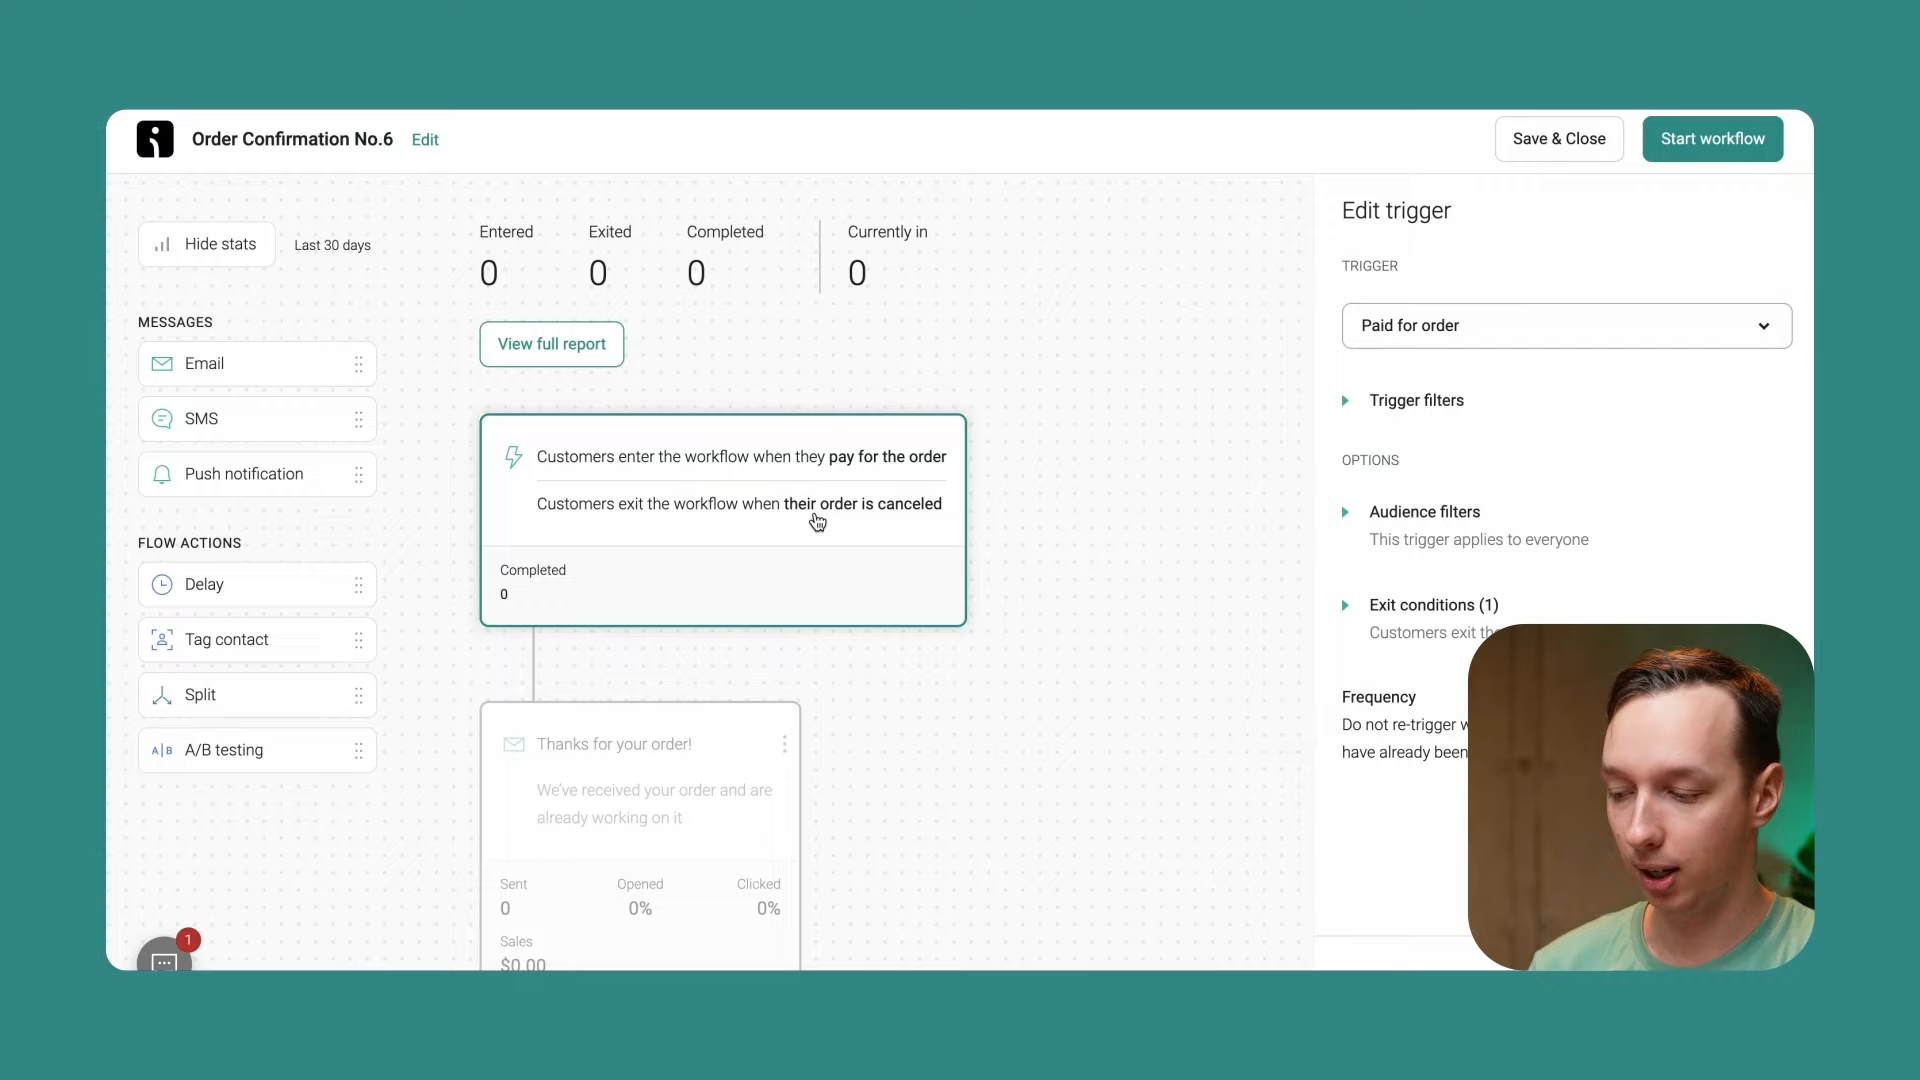 Order Confirmation No.6 Edit
Save & Close
Start workflow
Hide stats
Last 30 days
MESSAGES
Email
SMS
Push notification
FLOW ACTIONS
Delay
Tag contact
Split
A|B A/B testing
1
Entered
0
Exited
0
Completed
0
Currently in
0
View full report
Customers enter the workflow when they pay for the order
Customers exit the workflow when their order is canceled
Completed
0
Thanks for your order!
We've received your order and are
already working on it
Sent
0
Opened
0%
Clicked
0%
Sales
$0.00
Edit trigger
TRIGGER
Paid for order
Trigger filters
OPTIONS
Audience filters
This trigger applies to everyone
Exit conditions (1)
Customers exit
Frequency
Do not re-trigger
have already been